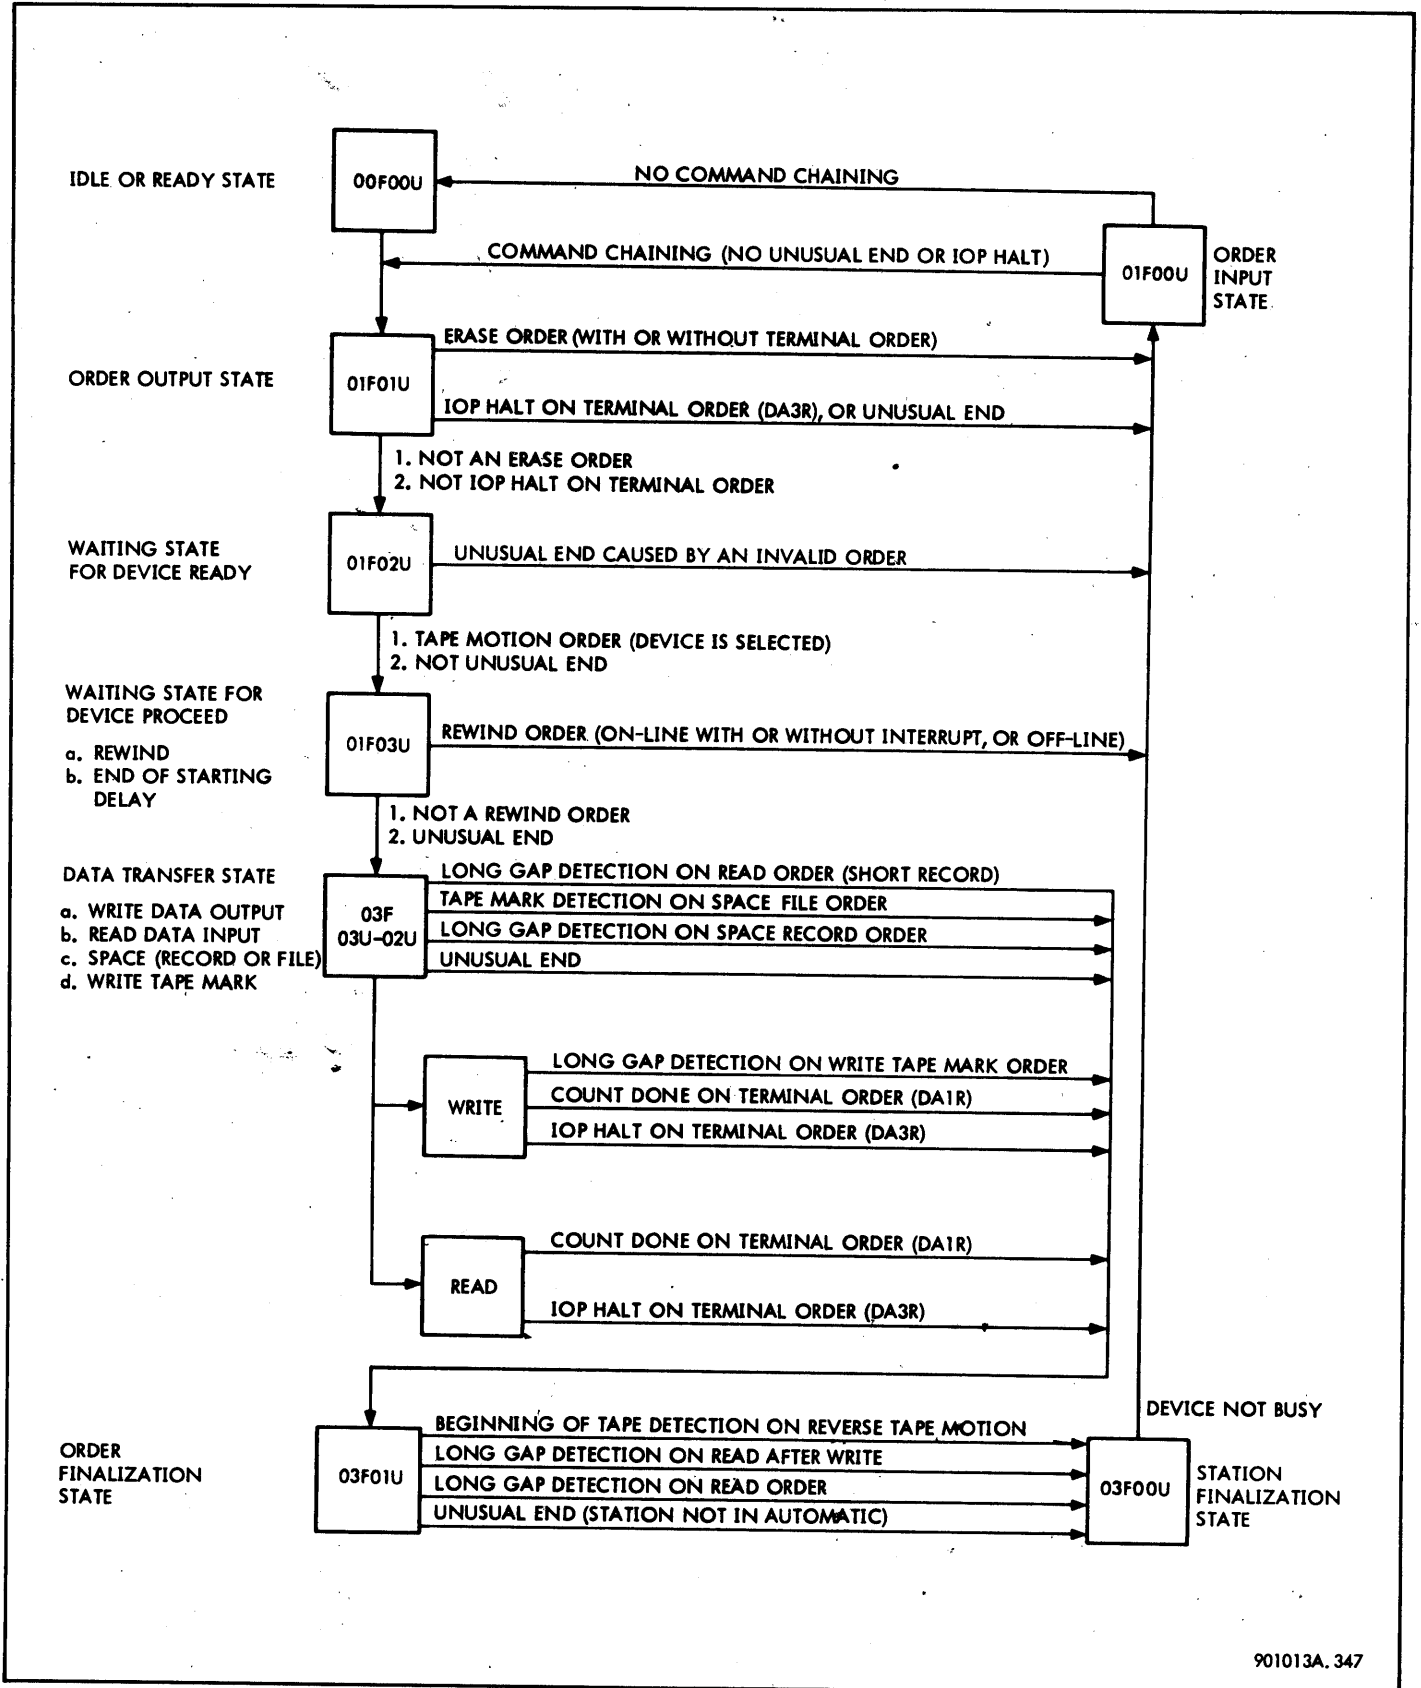 IDLE OR READY STATE
00F00U
NO COMMAND CHAINING
COMMAND CHAINING (NO UNUSUAL END OR IOP HALT)
01F00U
ORDER
INPUT
STATE
ORDER OUTPUT STATE
01F01U
ERASE ORDER (WITH OR WITHOUT TERMINAL ORDER)
IOP HALT ON TERMINAL ORDER (DA3R), OR UNUSUAL END
1. NOT AN ERASE ORDER
2. NOT IOP HALT ON TERMINAL ORDER
WAITING STATE
FOR DEVICE READY
01F02U
UNUSUAL END CAUSED BY AN INVALID ORDER
1. TAPE MOTION ORDER (DEVICE IS SELECTED)
2. NOT UNUSUAL END
WAITING STATE FOR
DEVICE PROCEED
a. REWIND
b. END OF STARTING
DELAY
01F03U
REWIND ORDER (ON-LINE WITH OR WITHOUT INTERRUPT, OR OFF-LINE)
1. NOT A REWIND ORDER
2. UNUSUAL END
DATA TRANSFER STATE
a. WRITE DATA OUTPUT
b. READ DATA INPUT
c. SPACE (RECORD OR FILE)
d. WRITE TAPE MARK
03F
03U-02U
LONG GAP DETECTION ON READ ORDER (SHORT RECORD)
TAPE MARK DETECTION ON SPACE FILE ORDER
LONG GAP DETECTION ON SPACE RECORD ORDER
UNUSUAL END
WRITE
LONG GAP DETECTION ON WRITE TAPE MARK ORDER
COUNT DONE ON TERMINAL ORDER (DA1R)
IOP HALT ON TERMINAL ORDER (DA3R)
READ
COUNT DONE ON TERMINAL ORDER (DA1R)
IOP HALT ON TERMINAL ORDER (DA3R)
DEVICE NOT BUSY
ORDER
FINALIZATION
STATE
03F01U
BEGINNING OF TAPE DETECTION ON REVERSE TAPE MOTION
LONG GAP DETECTION ON READ AFTER WRITE
LONG GAP DETECTION ON READ ORDER
UNUSUAL END (STATION NOT IN AUTOMATIC)
03F00U
STATION
FINALIZATION
STATE
901013A. 347